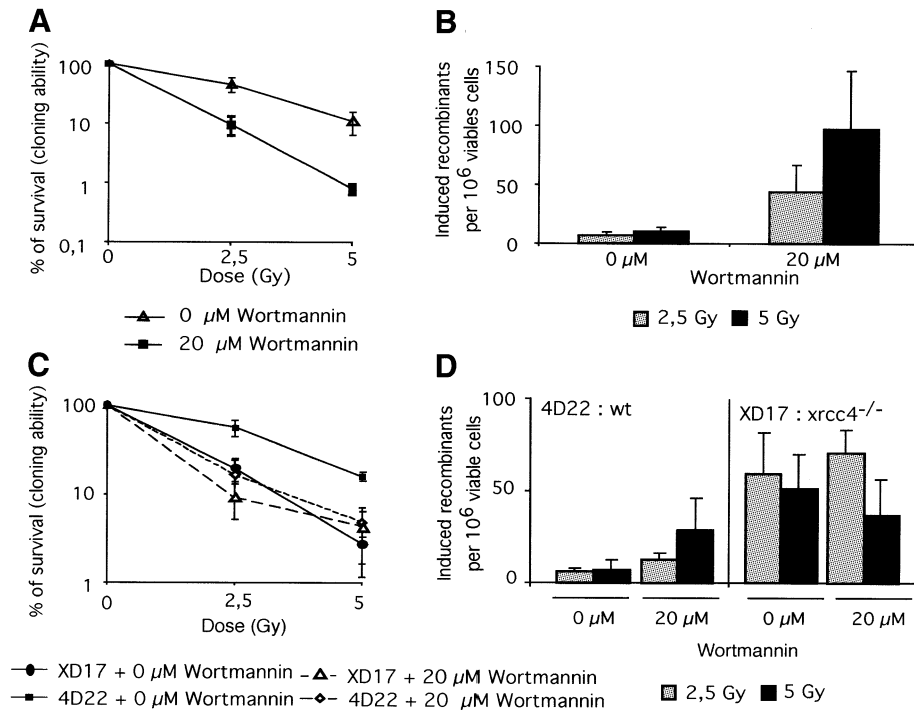 A
% of survival (cloning ability)
100
10
1
0,1
0
2,5
5
Dose (Gy)
0 µM Wortmannin
20 µM Wortmannin
B
Induced recombinants
per 10⁶ viables cells
150
100
50
0
0 µM
20 µM
Wortmannin
2,5 Gy
5 Gy
C
% of survival (cloning ability)
100
10
1
0
2,5
5
Dose (Gy)
XD17 + 0 µM Wortmannin
XD17 + 20 µM Wortmannin
4D22 + 0 µM Wortmannin
4D22 + 20 µM Wortmannin
D
Induced recombinants
per 10⁶ viable cells
100
50
0
4D22 : wt
XD17 : xrcc4⁻/⁻
0 µM
20 µM
0 µM
20 µM
Wortmannin
2,5 Gy
5 Gy